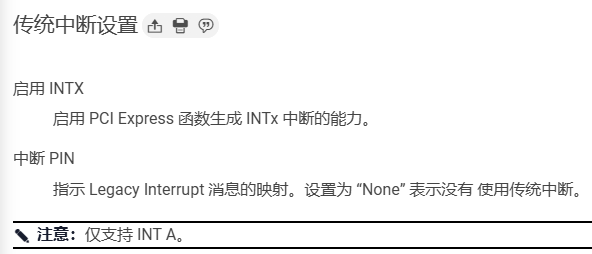 传统中断设置
启用 INTX
启用 PCI Express 函数生成 INTx 中断的能力。
中断 PIN
指示 Legacy Interrupt 消息的映射。设置为 “None” 表示没有 使用传统中断。
注意：仅支持 INT A。